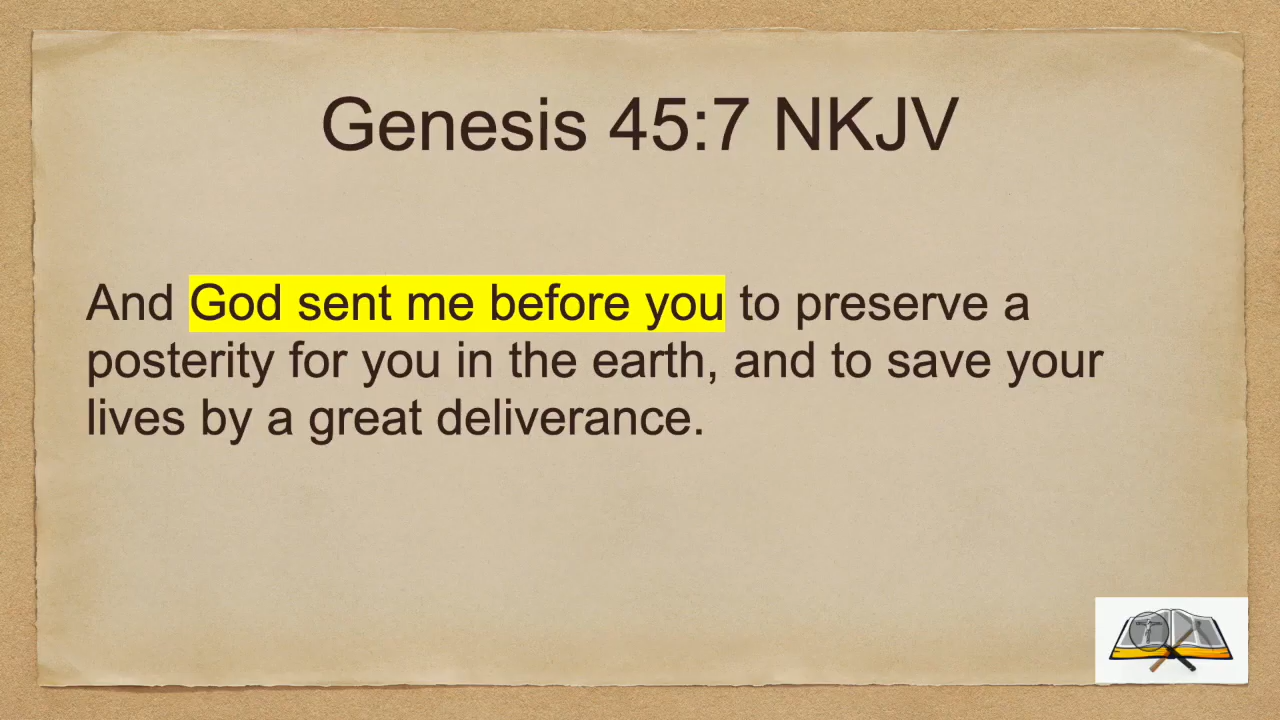 Genesis 45:7 NKJV
And God sent me before you to preserve a
posterity for you in the earth, and to save your
lives by a great deliverance.